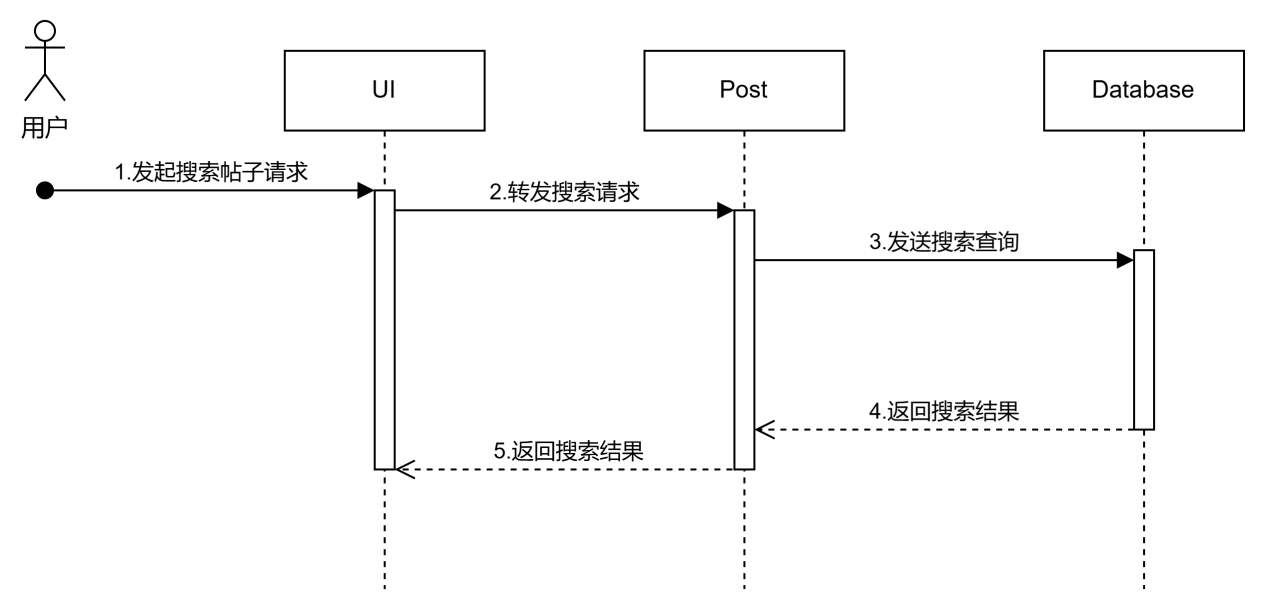 用户
UI
Post
Database
1.发起搜索帖子请求
2.转发搜索请求
3.发送搜索查询
4.返回搜索结果
5.返回搜索结果